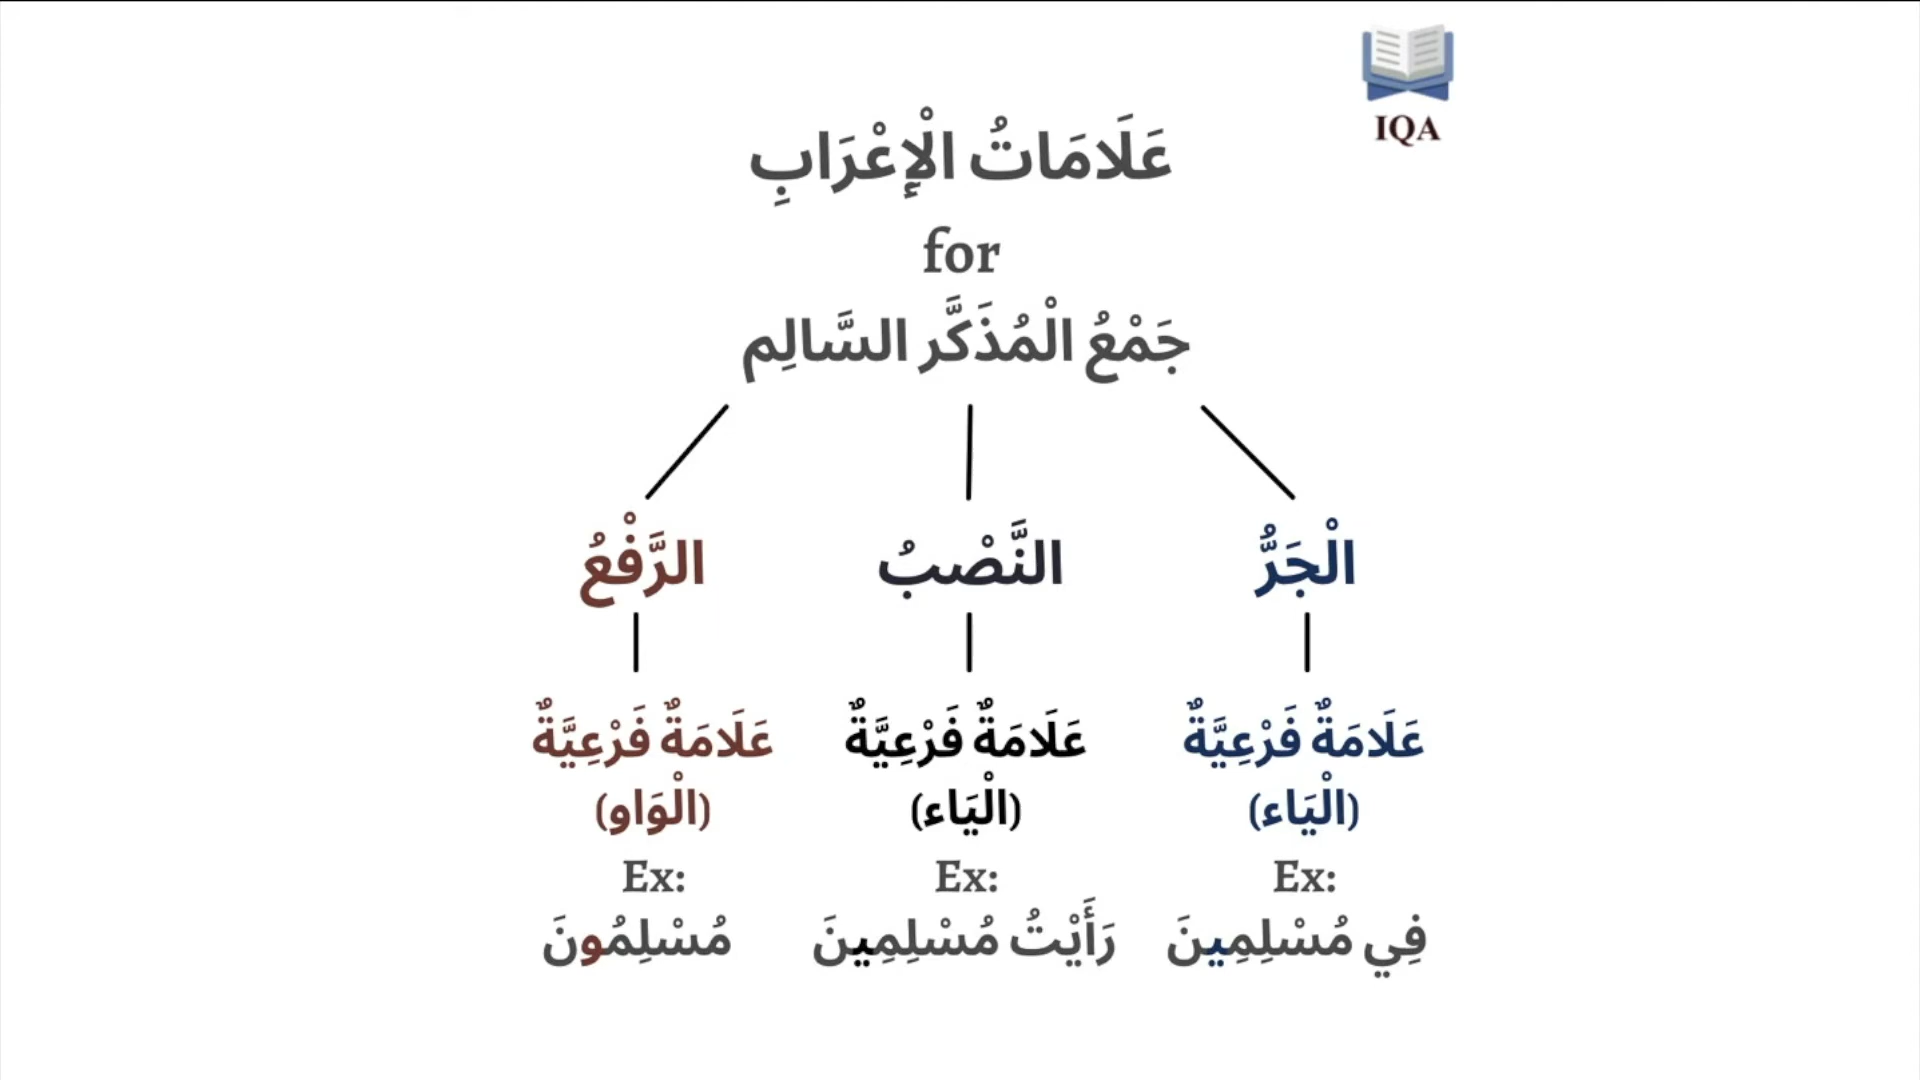 IQA
عَلَامَاتُ الْإِعْرَابِ
for
جَمْعُ الْمُذَكَّر السَّالِم
الرَّفْعُ
النَّصْبُ
الْجَرُّ
عَلَامَةٌ فَرْعِيَّةٌ
(الْوَاو)
Ex:
مُسْلِمُونَ
عَلَامَةٌ فَرْعِيَّةٌ
(الْيَاء)
Ex:
رَأَيْتُ مُسْلِمِينَ
عَلَامَةٌ فَرْعِيَّةٌ
(الْيَاء)
Ex:
فِي مُسْلِمِينَ